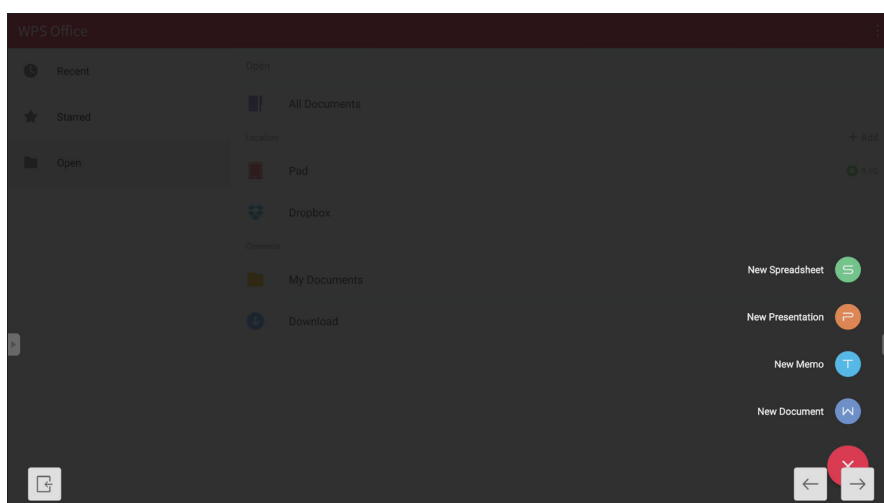 WPS Office
Recent
Starred
Open
Open
All Documents
Location
+ Add
Pad
Dropbox
My Documents
Download
New Spreadsheet
S
New Presentation
P
New Memo
T
New Document
W